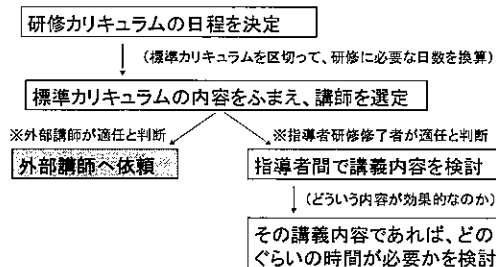 研修カリキュラムの日程を決定
(標準カリキュラムを区切って、研修に必要な日数を換算)
標準カリキュラムの内容をふまえ、講師を選定
※外部講師が適任と判断
※指導者研修修了者が適任と判断
外部講師へ依頼
指導者間で講義内容を検討
(どういう内容が効果的なのか)
その講義内容であれば、どの
ぐらいの時間が必要かを検討